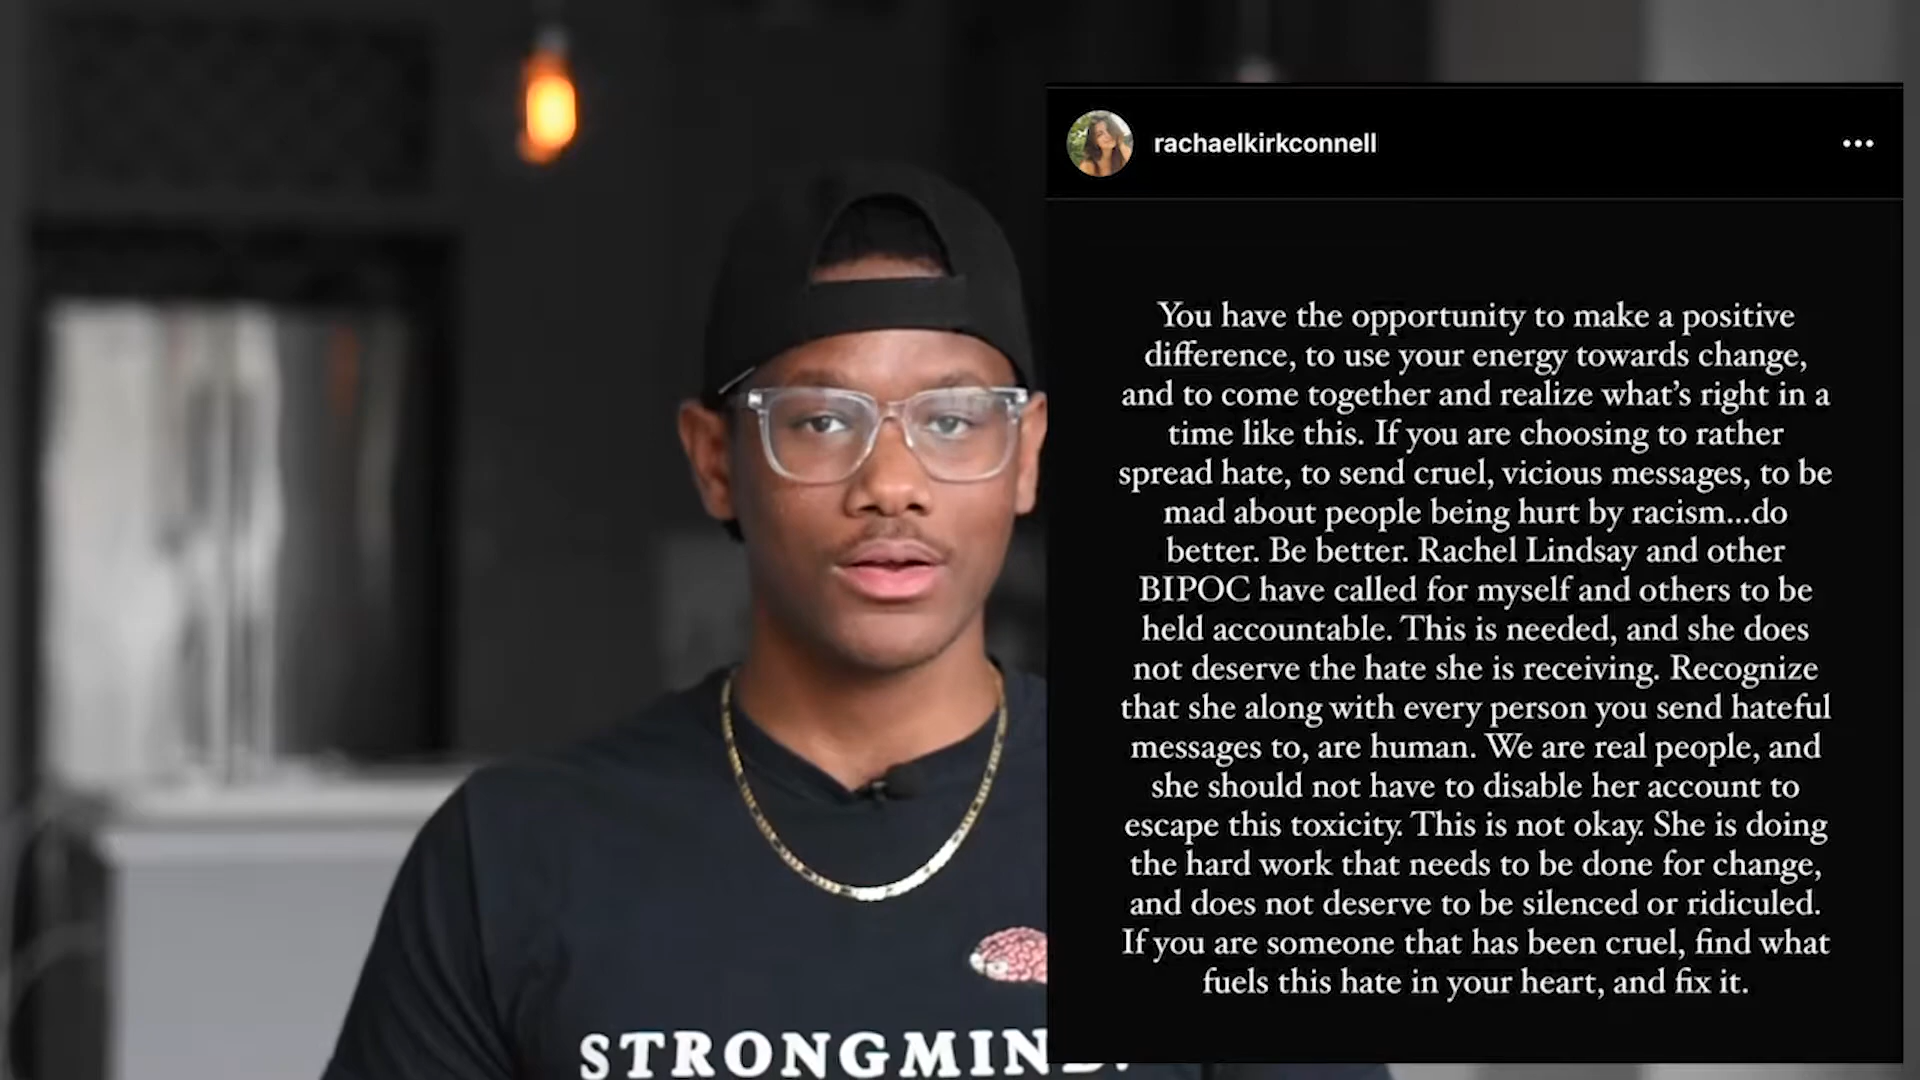 rachaelkirkconnell
You have the opportunity to make a positive
difference, to use your energy towards change,
and to come together and realize what's right in a
time like this. If you are choosing to rather
spread hate, to send cruel, vicious messages, to be
mad about people being hurt by racism...do
better. Be better. Rachel Lindsay and other
BIPOC have called for myself and others to be
held accountable. This is needed, and she does
not deserve the hate she is receiving. Recognize
that she along with every person you send hateful
messages to, are human. We are real people, and
she should not have to disable her account to
escape this toxicity. This is not okay. She is doing
the hard work that needs to be done for change,
and does not deserve to be silenced or ridiculed.
If you are someone that has been cruel, find what
fuels this hate in your heart, and fix it.